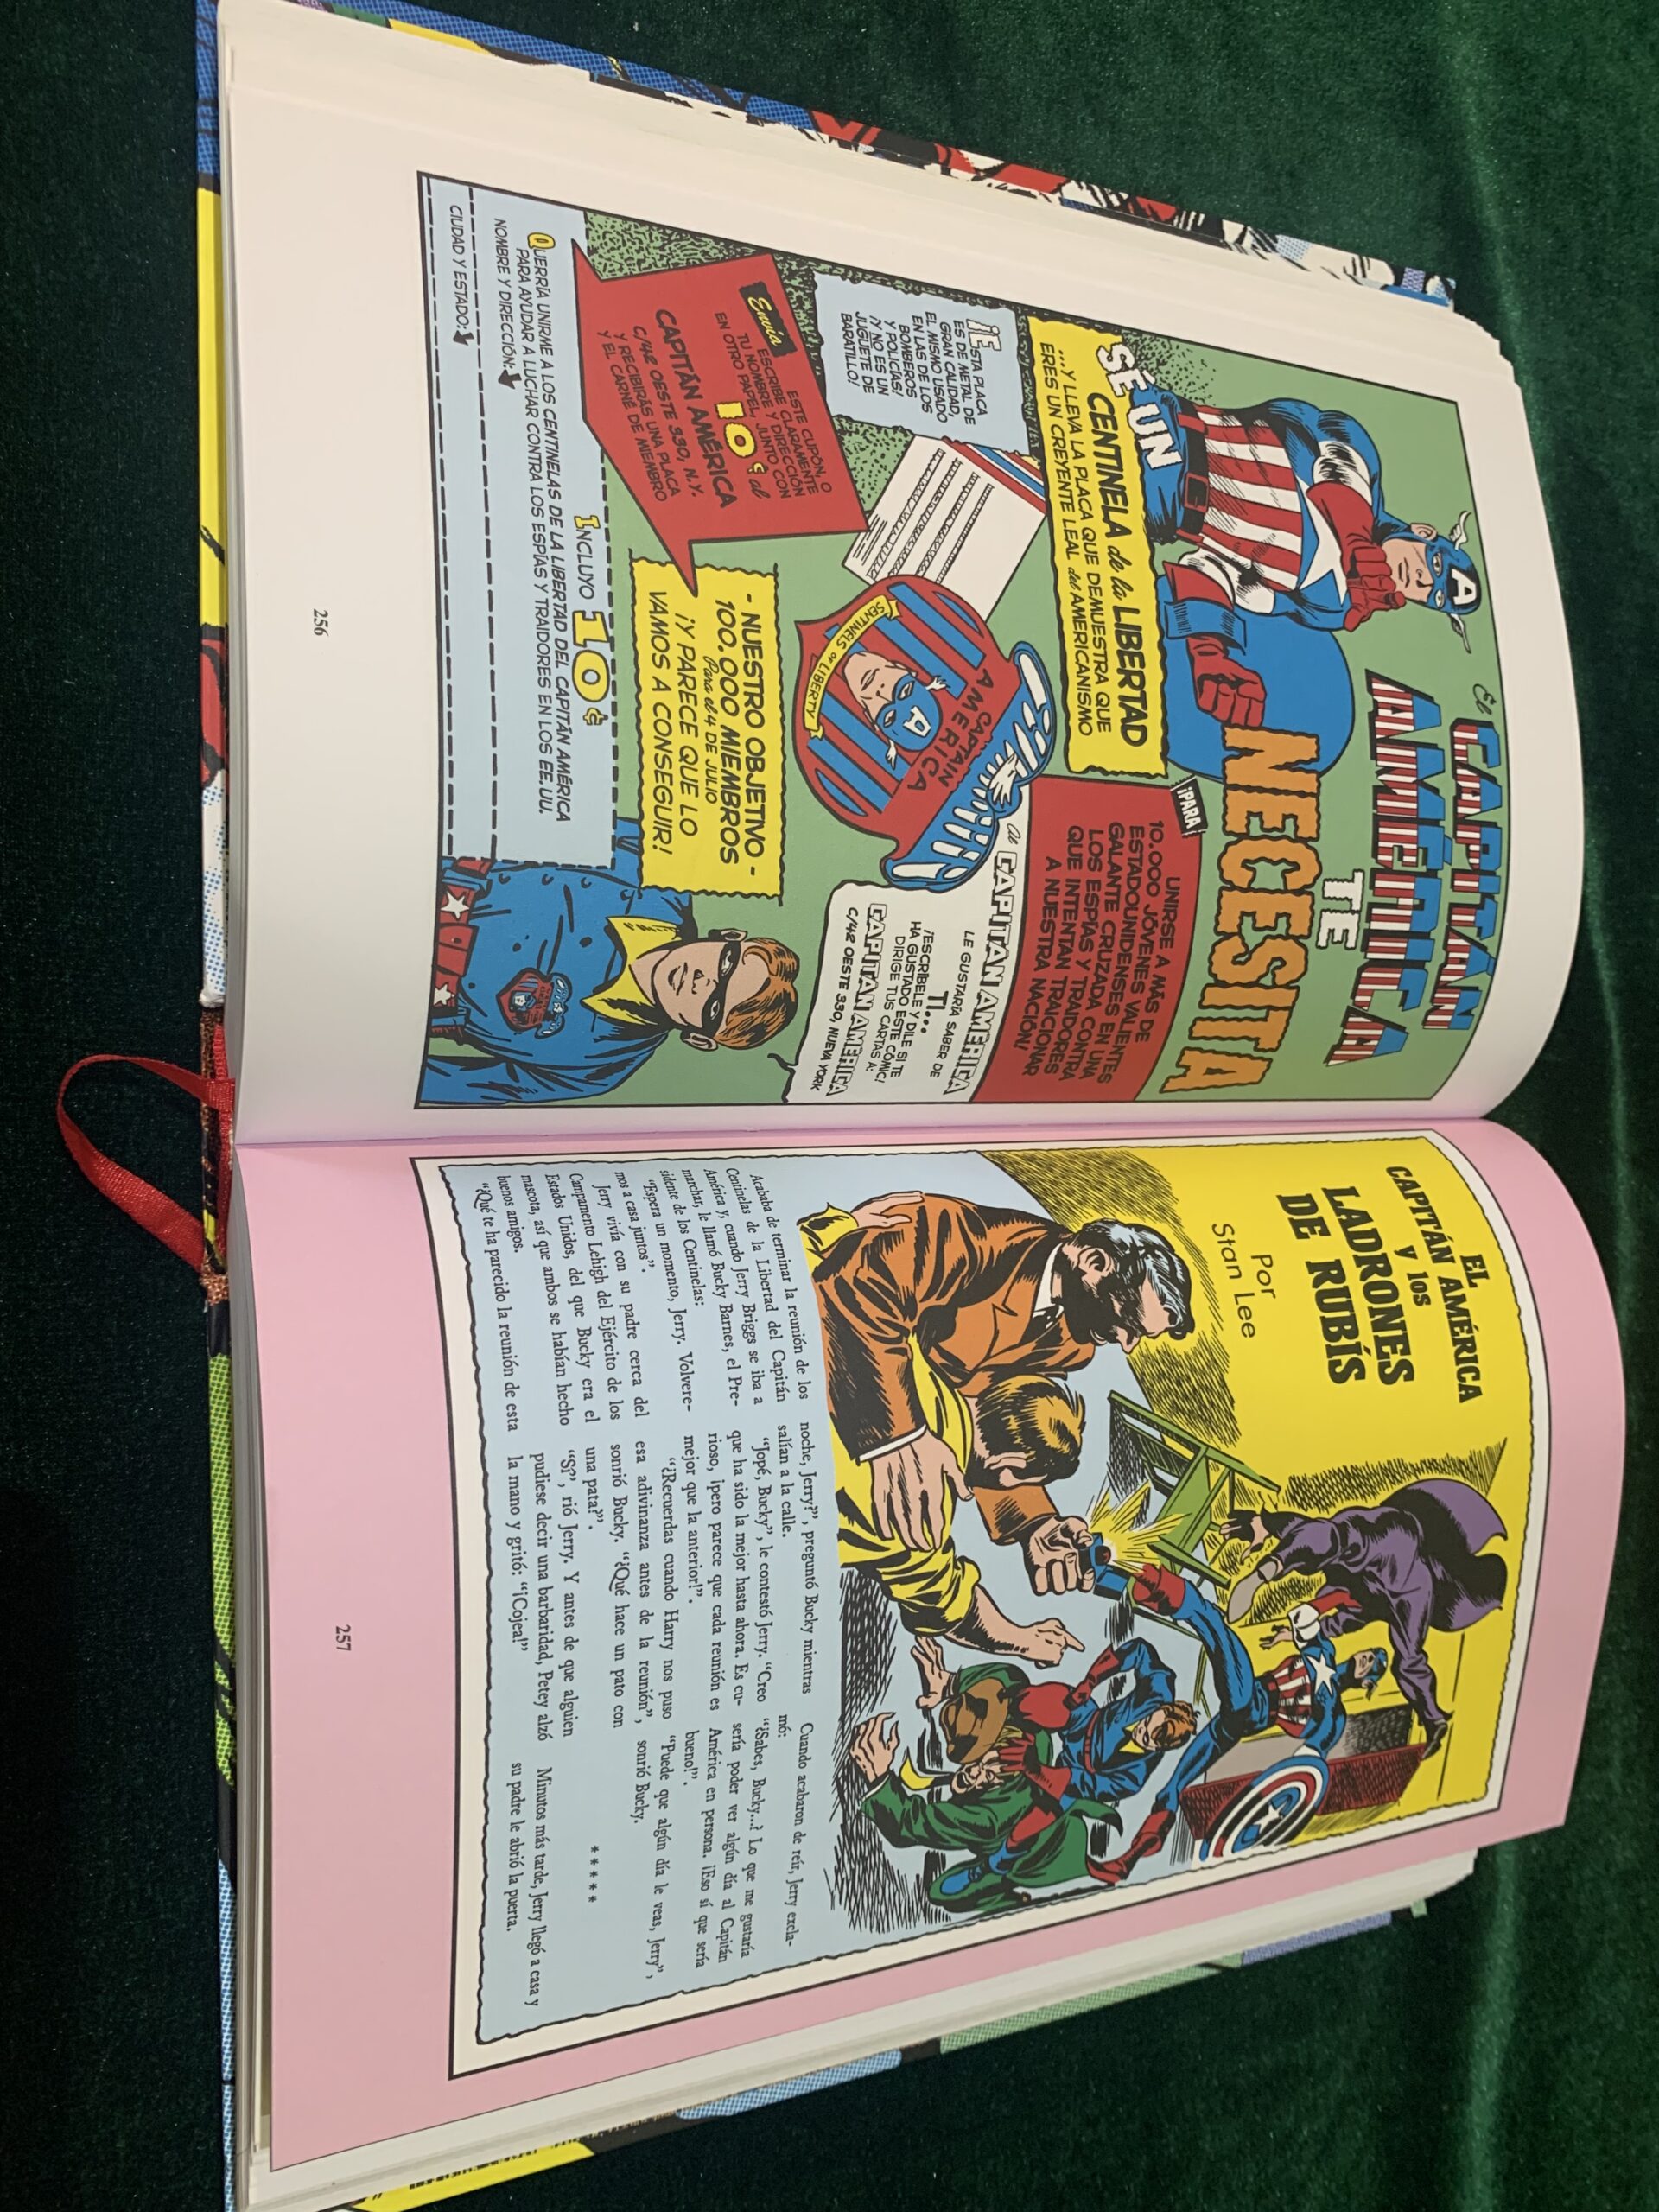 El
CAPITÁN
AMÉRICA
TE
NECESITA
SÉ UN
CENTINELA de la LIBERTAD
...Y LLEVA LA PLACA QUE DEMUESTRA QUE
ERES UN CREYENTE LEAL del AMERICANISMO
¡PARA
UNIRSE A MÁS DE
10.000 JÓVENES VALIENTES
ESTADOUNIDENSES EN UNA
GALANTE CRUZADA CONTRA
LOS ESPÍAS Y TRAIDORES
QUE INTENTAN TRAICIONAR
A NUESTRA NACIÓN!
¡ESTA PLACA
ES DE METAL DE
GRAN CALIDAD,
EL MISMO USADO
EN LAS DE LOS
BOMBEROS
Y POLICÍAS!
¡Y NO ES UN
JUGUETE DE
BARATILLO!
CAPTAIN
AMERICA
SENTINELS OF LIBERTY
Al CAPITÁN AMÉRICA
LE GUSTARÍA SABER DE
TI...
¡ESCRÍBELE Y DILE SI TE
HA GUSTADO ESTE CÓMIC!
DIRIGE TUS CARTAS A:
CAPITÁN AMÉRICA
C/42 OESTE 330, NUEVA YORK
Envía
ESTE CUPÓN, O
ESCRIBE CLARAMENTE
TU NOMBRE Y DIRECCIÓN
EN OTRO PAPEL, JUNTO CON
10¢ al
CAPITÁN AMÉRICA
C/42 OESTE 330, N.Y.
Y RECIBIRÁS UNA PLACA
Y EL CARNÉ DE MIEMBRO
- NUESTRO OBJETIVO -
100.000 MIEMBROS
Para el 4 DE JULIO
¡Y PARECE QUE LO
VAMOS A CONSEGUIR!
INCLUYO 10¢
QUERRÍA UNIRME A LOS CENTINELAS DE LA LIBERTAD DEL CAPITÁN AMÉRICA
PARA AYUDAR A LUCHAR CONTRA LOS ESPÍAS Y TRAIDORES EN LOS EE.UU.
NOMBRE Y DIRECCIÓN:
CIUDAD Y ESTADO:
256
EL
CAPITÁN AMÉRICA
y los
LADRONES
DE RUBÍS
Por
Stan Lee
Acababa de terminar la reunión de los
Centinelas de la Libertad del Capitán
América y, cuando Jerry Briggs se iba a
marchar, le llamó Bucky Barnes, el Pre-
sidente de los Centinelas:
“Espera un momento, Jerry. Volvere-
mos a casa juntos”.
Jerry vivía con su padre cerca del
Campamento Lehigh del Ejército de los
Estados Unidos, del que Bucky era el
mascota, así que ambos se habían hecho
buenos amigos.
“¿Qué te ha parecido la reunión de esta
noche, Jerry?”, preguntó Bucky mientras
salían a la calle.
“Jopé, Bucky”, le contestó Jerry. “Creo
que ha sido la mejor hasta ahora. Es cu-
rioso, ¡pero parece que cada reunión es
mejor que la anterior!”.
“¿Recuerdas cuando Harry nos puso
esa adivinanza antes de la reunión”,
sonrió Bucky. “¿Qué hace un pato con
una pata?”.
“Sí”, rió Jerry. Y antes de que alguien
pudiese decir una barbaridad, Petey alzó
la mano y gritó: “¡Cojea!”
Cuando acabaron de reír, Jerry excla-
mó:
“¿Sabes, Bucky...? Lo que me gustaría
sería poder ver algún día al Capitán
América en persona. ¡Eso sí que sería
bueno!”.
“Puede que algún día le veas, Jerry”,
sonrió Bucky.
* * * * *
Minutos más tarde, Jerry llegó a casa y
su padre le abrió la puerta.
257